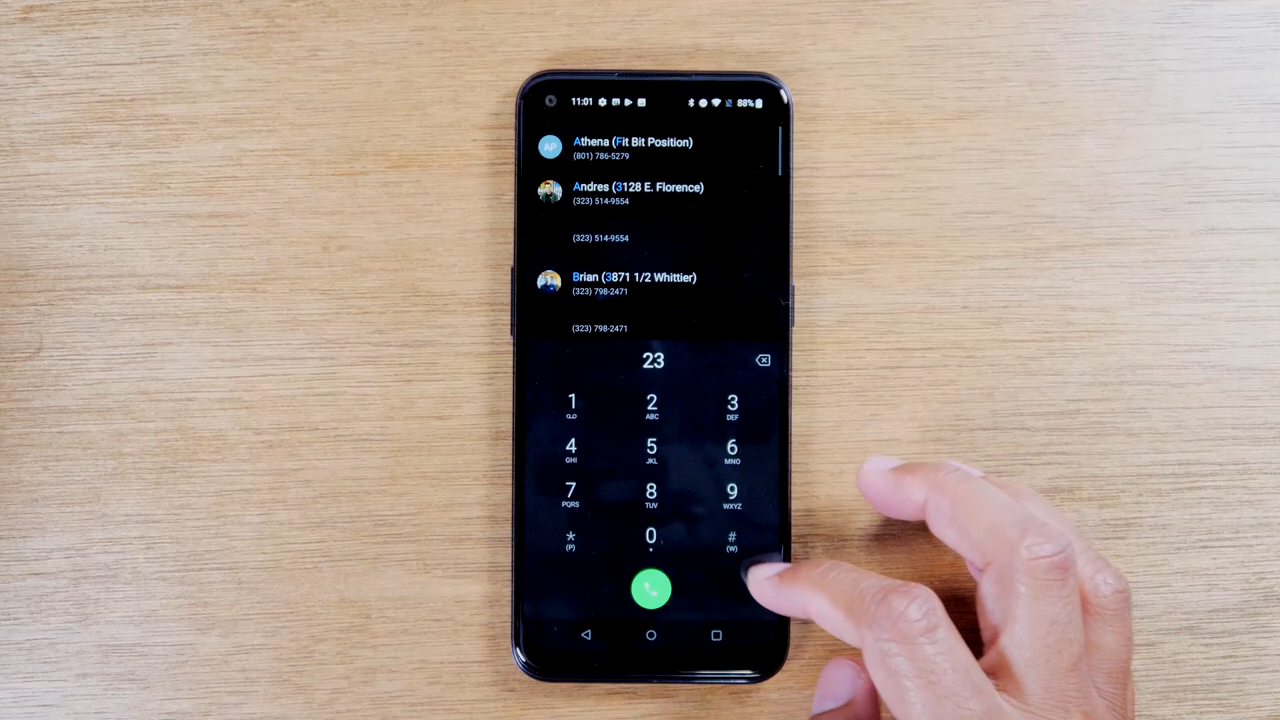 11:01 88%
AP Athena (Fit Bit Position)
(801) 786-5279
Andres (3128 E. Florence)
(323) 514-9554
(323) 514-9554
Brian (3871 1/2 Whittier)
(323) 798-2471
(323) 798-2471
23
1 2 3
ABC DEF
4 5 6
GHI JKL MNO
7 8 9
PQRS TUV WXYZ
* 0 #
(P) + (W)